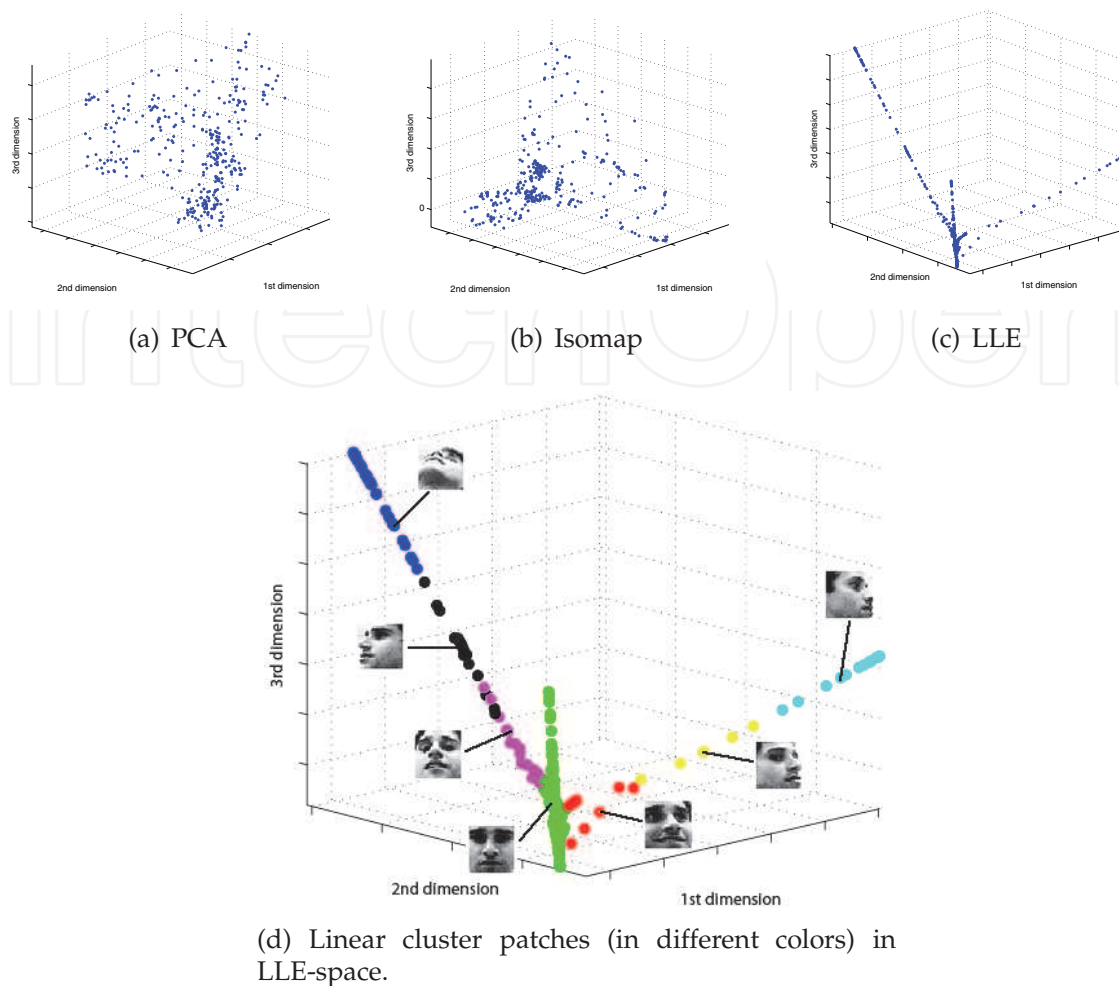 3rd dimension
2nd dimension
1st dimension
(a) PCA
3rd dimension
0
2nd dimension
1st dimension
(b) Isomap
3rd dimension
2nd dimension
1st dimension
(c) LLE
IntechOpen
3rd dimension
2nd dimension
1st dimension
(d) Linear cluster patches (in different colors) in
LLE-space.